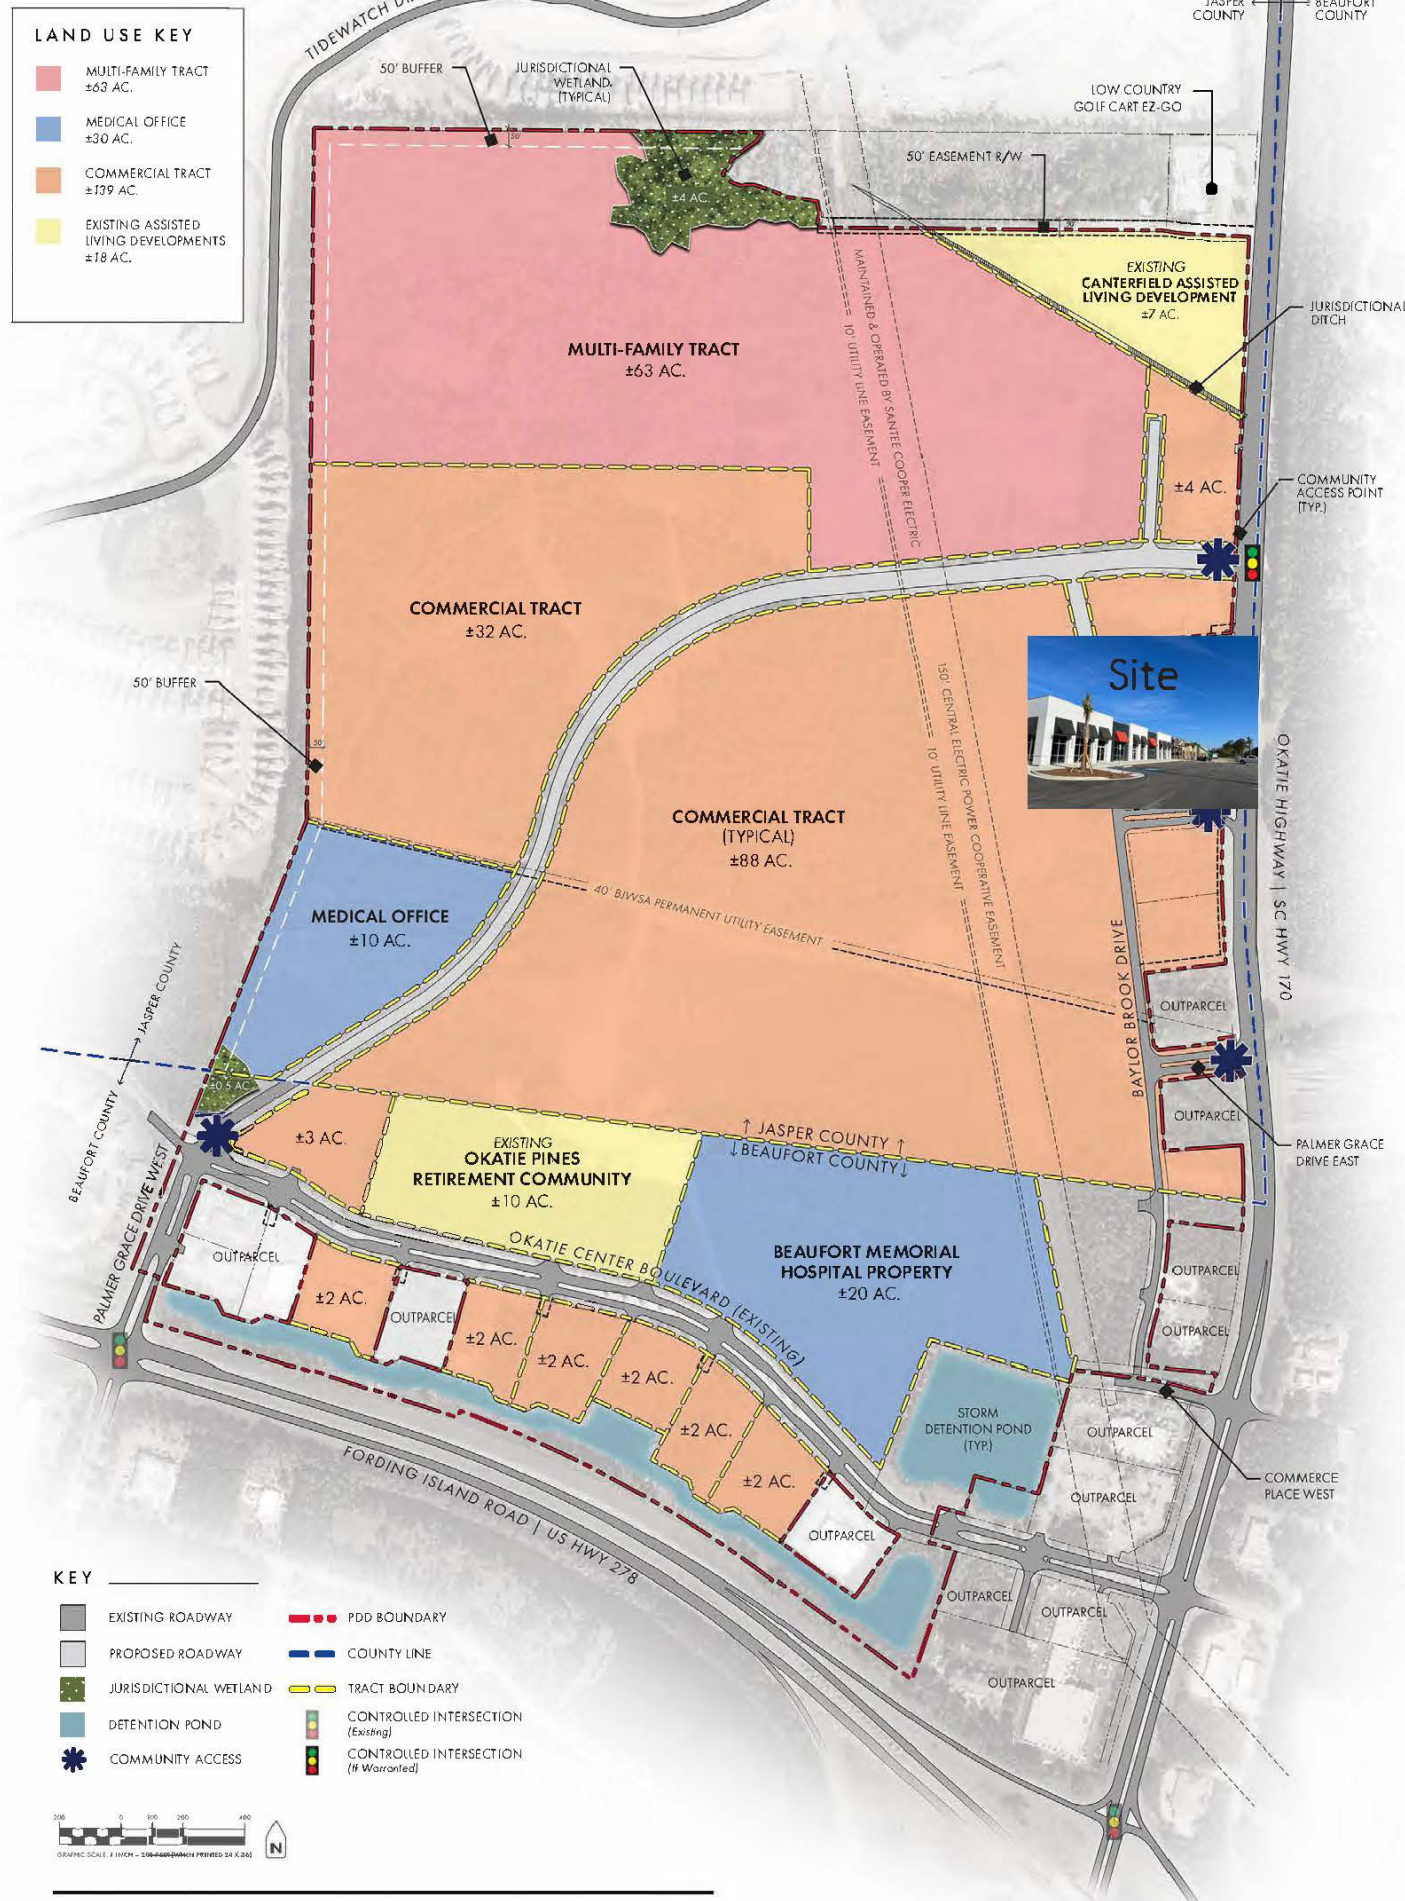 LAND USE KEY
MULTI-FAMILY TRACT
±63 AC.
MEDICAL OFFICE
±30 AC.
COMMERCIAL TRACT
±139 AC.
EXISTING ASSISTED
LIVING DEVELOPMENTS
±18 AC.
TIDEWATCH
50' BUFFER
JURISDICTIONAL
WETLAND
(TYPICAL)
JASPER
COUNTY
BEAUFORT
COUNTY
LOW COUNTRY
GOLF CART EZ-GO
50' EASEMENT R/W
50'
50'
±4 AC.
EXISTING
CANTERFIELD ASSISTED
LIVING DEVELOPMENT
±7 AC.
JURISDICTIONAL
DITCH
MULTI-FAMILY TRACT
±63 AC.
MAINTAINED & OPERATED BY SANTEE COOPER ELECTRIC
10' UTILITY LINE EASEMENT
±4 AC.
COMMUNITY
ACCESS POINT
(TYP.)
COMMERCIAL TRACT
±32 AC.
50' BUFFER
50'
Site
150' CENTRAL ELECTRIC POWER COOPERATIVE EASEMENT
10' UTILITY LINE EASEMENT
OKATIE HIGHWAY | SC HWY 170
COMMERCIAL TRACT
(TYPICAL)
±88 AC.
40' BJWSA PERMANENT UTILITY EASEMENT
MEDICAL OFFICE
±10 AC.
BAYLOR BROOK DRIVE
OUTPARCEL
JASPER COUNTY
BEAUFORT COUNTY
±0.5 AC
OUTPARCEL
PALMER GRACE
DRIVE EAST
±3 AC.
EXISTING
OKATIE PINES
RETIREMENT COMMUNITY
±10 AC.
↑ JASPER COUNTY ↑
↓BEAUFORT COUNTY↓
PALMER GRACE DRIVE WEST
OUTPARCEL
OKATIE CENTER BOULEVARD (EXISTING)
BEAUFORT MEMORIAL
HOSPITAL PROPERTY
±20 AC.
OUTPARCEL
OUTPARCEL
±2 AC.
OUTPARCEL
±2 AC.
±2 AC.
±2 AC.
±2 AC.
±2 AC.
STORM
DETENTION POND
(TYP.)
OUTPARCEL
OUTPARCEL
COMMERCE
PLACE WEST
OUTPARCEL
FORDING ISLAND ROAD | US HWY 278
OUTPARCEL
OUTPARCEL
OUTPARCEL
KEY
EXISTING ROADWAY
PROPOSED ROADWAY
JURISDICTIONAL WETLAND
DETENTION POND
COMMUNITY ACCESS
PDD BOUNDARY
COUNTY LINE
TRACT BOUNDARY
CONTROLLED INTERSECTION
(Existing)
CONTROLLED INTERSECTION
(If Warranted)
200 0 100 200 400
N